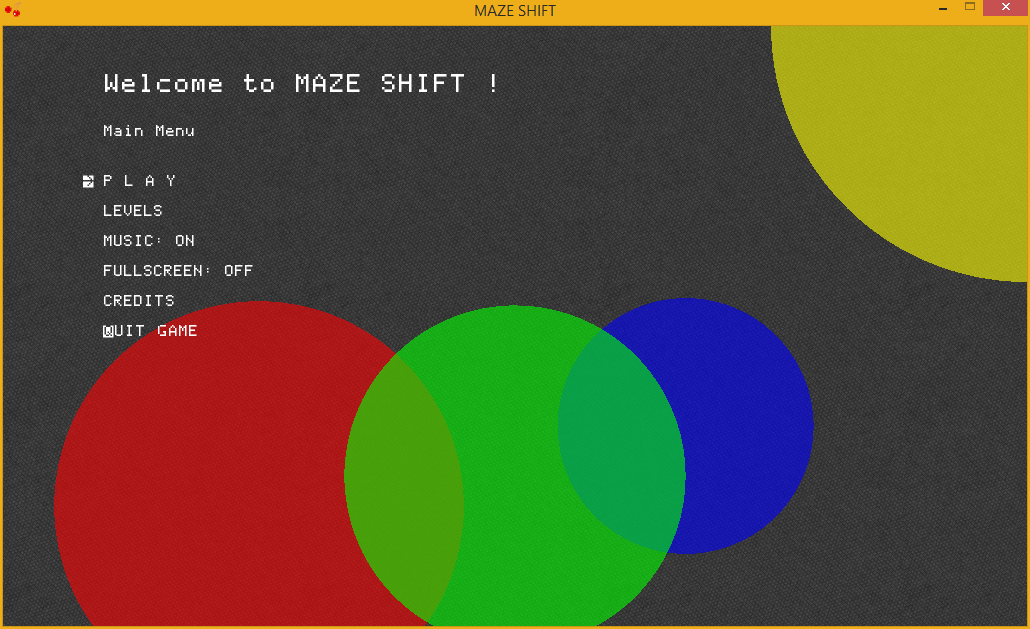 MAZE SHIFT
Welcome to MAZE SHIFT !
Main Menu
P L A Y
LEVELS
MUSIC: ON
FULLSCREEN: OFF
CREDITS
QUIT GAME